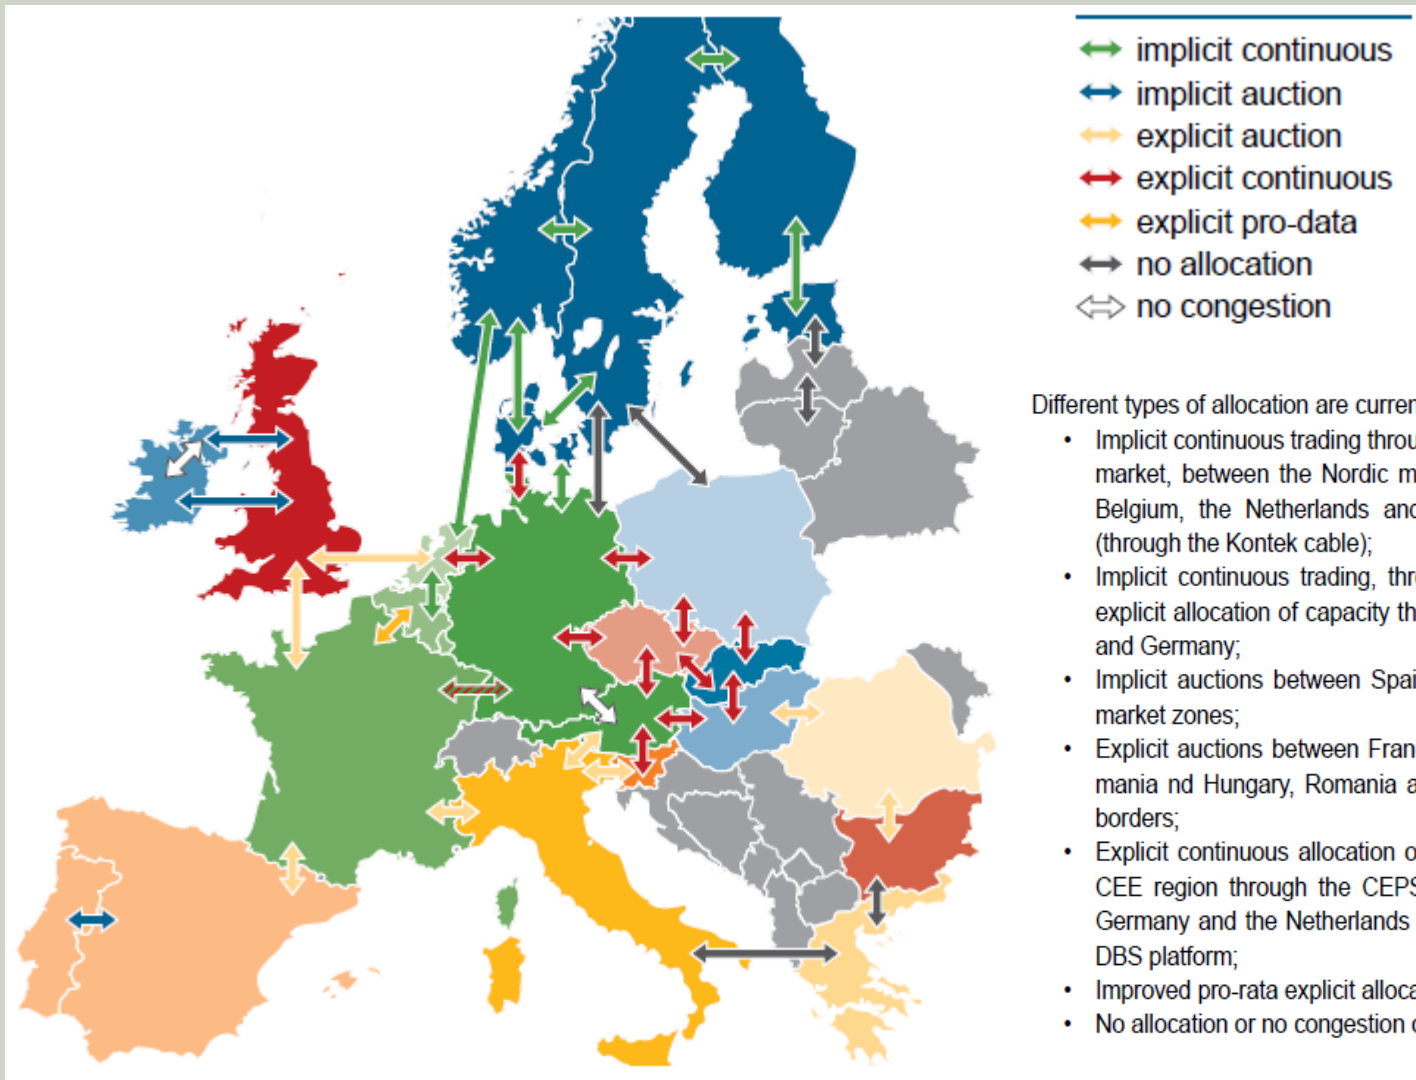 implicit continuous
implicit auction
explicit auction
explicit continuous
explicit pro-data
no allocation
no congestion
Different types of allocation are curren
• Implicit continuous trading throu
market, between the Nordic m
Belgium, the Netherlands and
(through the Kontek cable);
• Implicit continuous trading, thr
explicit allocation of capacity th
and Germany;
• Implicit auctions between Spai
market zones;
• Explicit auctions between Fran
mania nd Hungary, Romania a
borders;
• Explicit continuous allocation o
CEE region through the CEPS
Germany and the Netherlands
DBS platform;
• Improved pro-rata explicit alloca
• No allocation or no congestion o